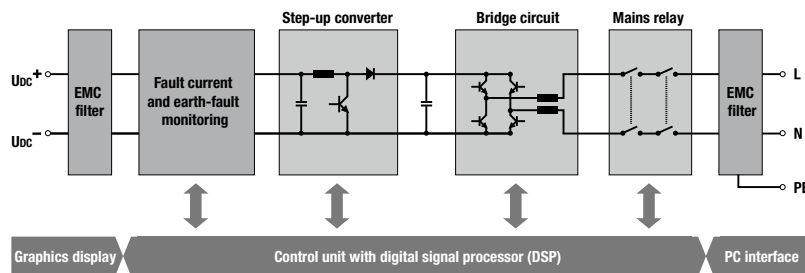 Step-up converter
Bridge circuit
Mains relay
UDC+
UDC–
EMC
filter
Fault current
and earth-fault
monitoring
EMC
filter
L
N
PE
Graphics display
Control unit with digital signal processor (DSP)
PC interface